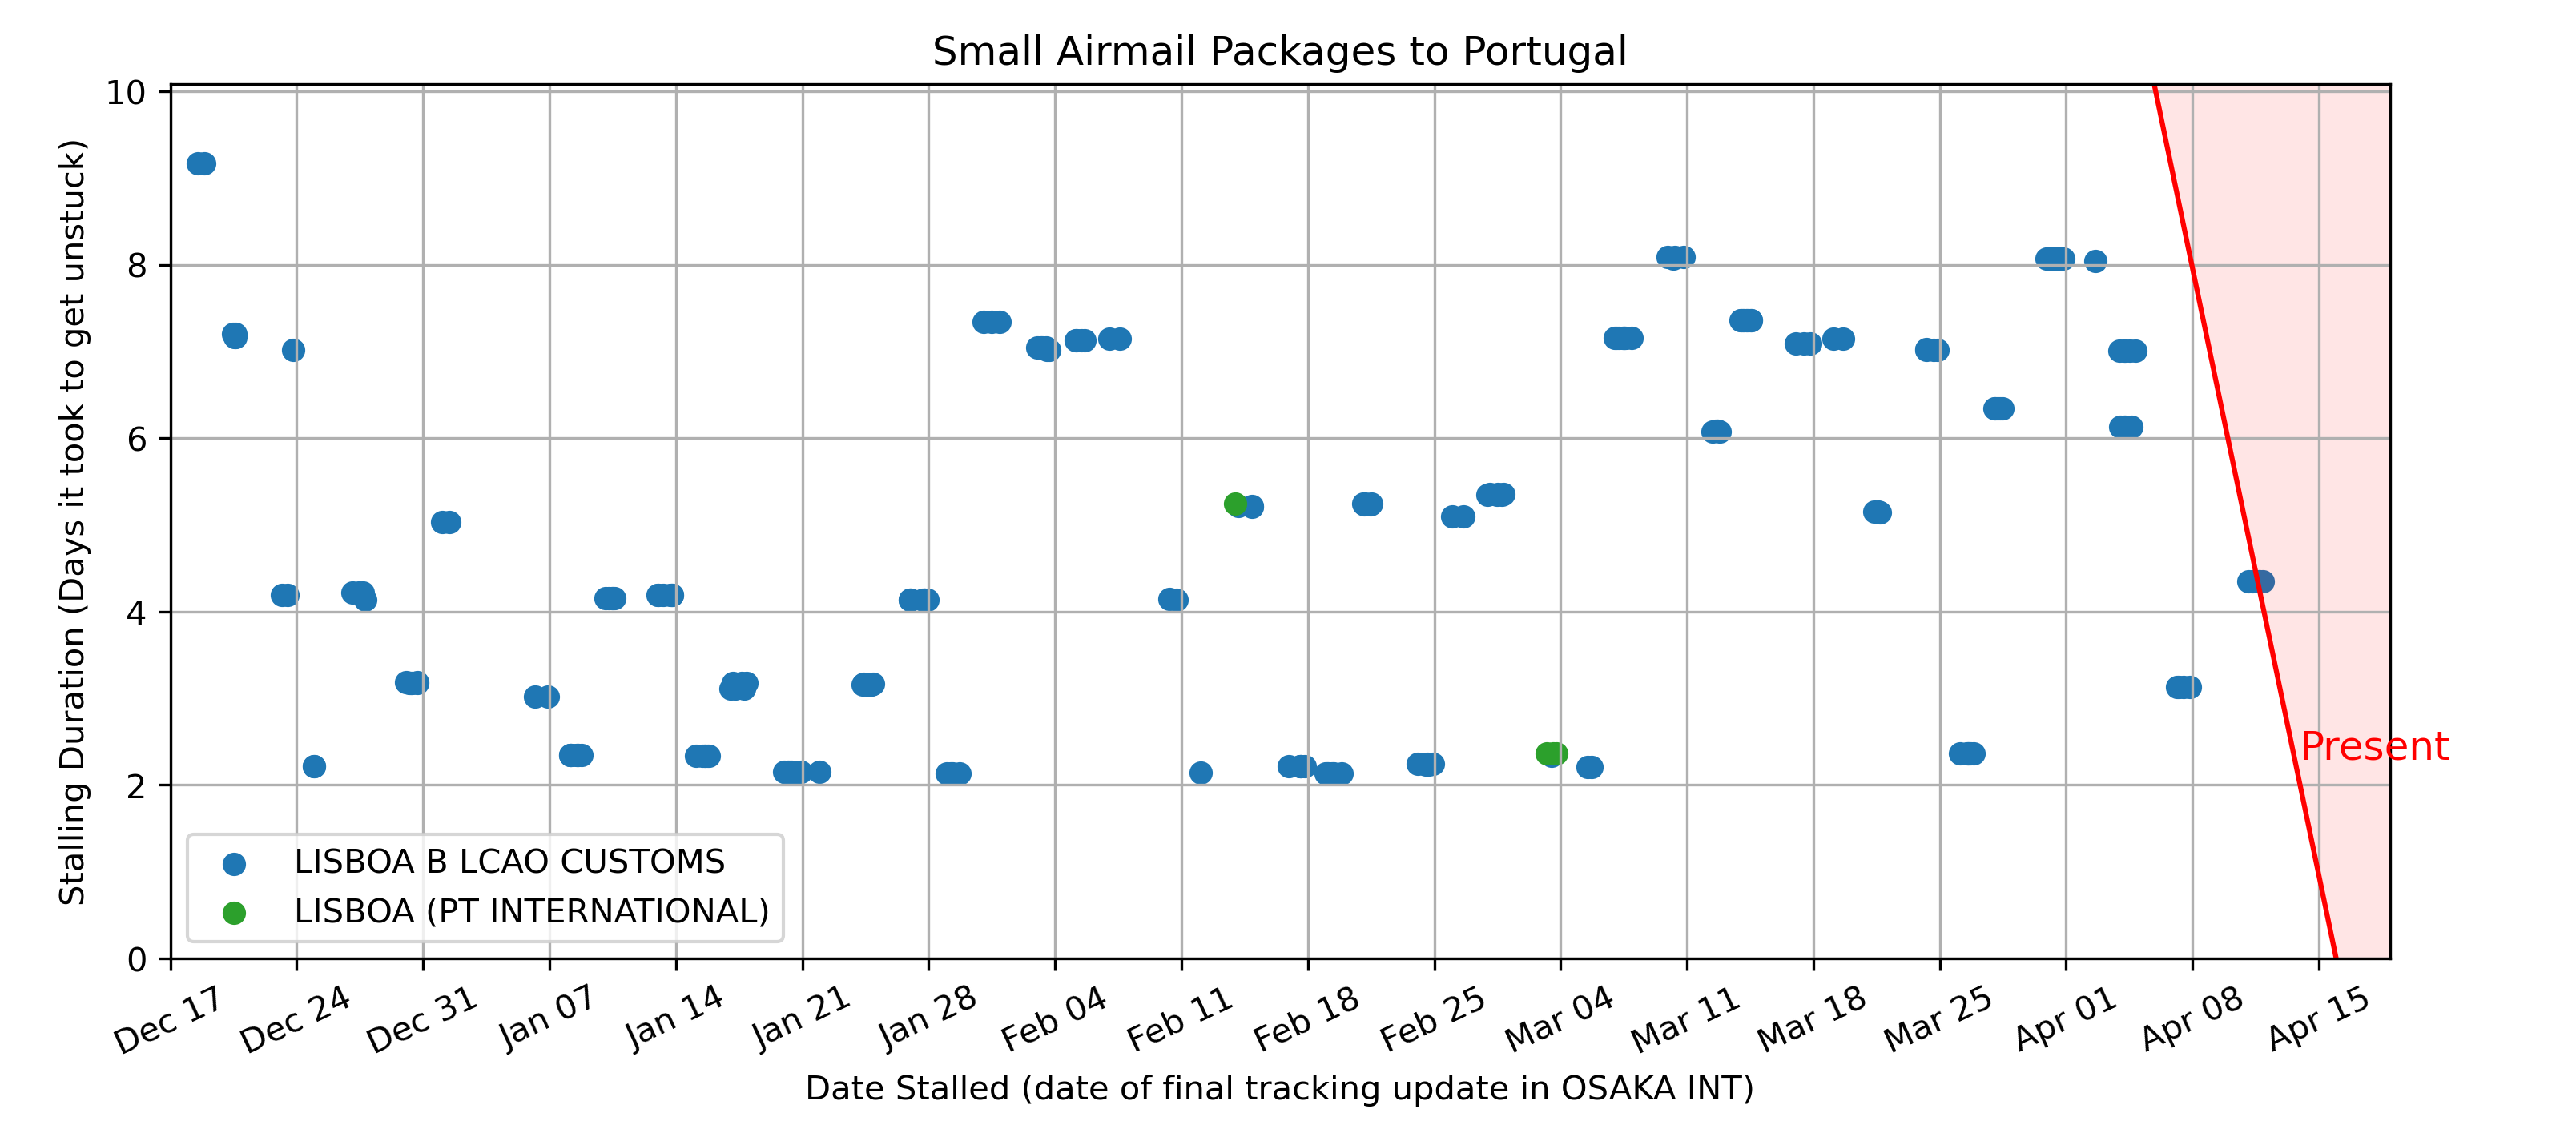 Small Airmail Packages to Portugal
Stalling Duration (Days it took to get unstuck)
10
8
6
4
2
0
Present
LISBOA B LCAO CUSTOMS
LISBOA (PT INTERNATIONAL)
Dec 17
Dec 24
Dec 31
Jan 07
Jan 14
Jan 21
Jan 28
Feb 04
Feb 11
Feb 18
Feb 25
Mar 04
Mar 11
Mar 18
Mar 25
Apr 01
Apr 08
Apr 15
Date Stalled (date of final tracking update in OSAKA INT)